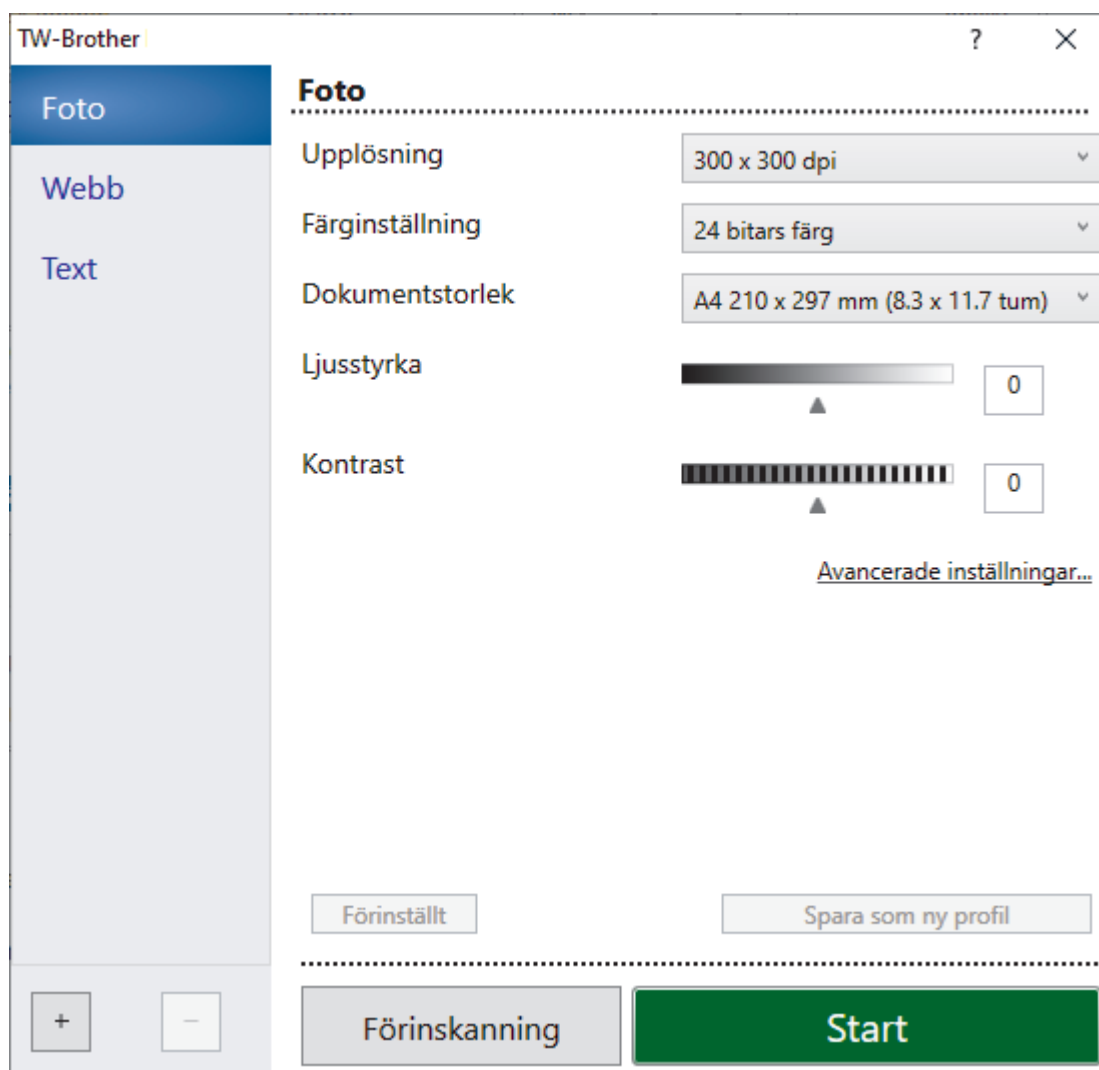 TW-Brother
?
Foto
Webb
Text
Foto
Upplösning
300 x 300 dpi
Färginställning
24 bitars färg
Dokumentstorlek
A4 210 x 297 mm (8.3 x 11.7 tum)
Ljusstyrka
0
Kontrast
0
Avancerade inställningar...
Förinställt
Spara som ny profil
+
−
Förinskanning
Start